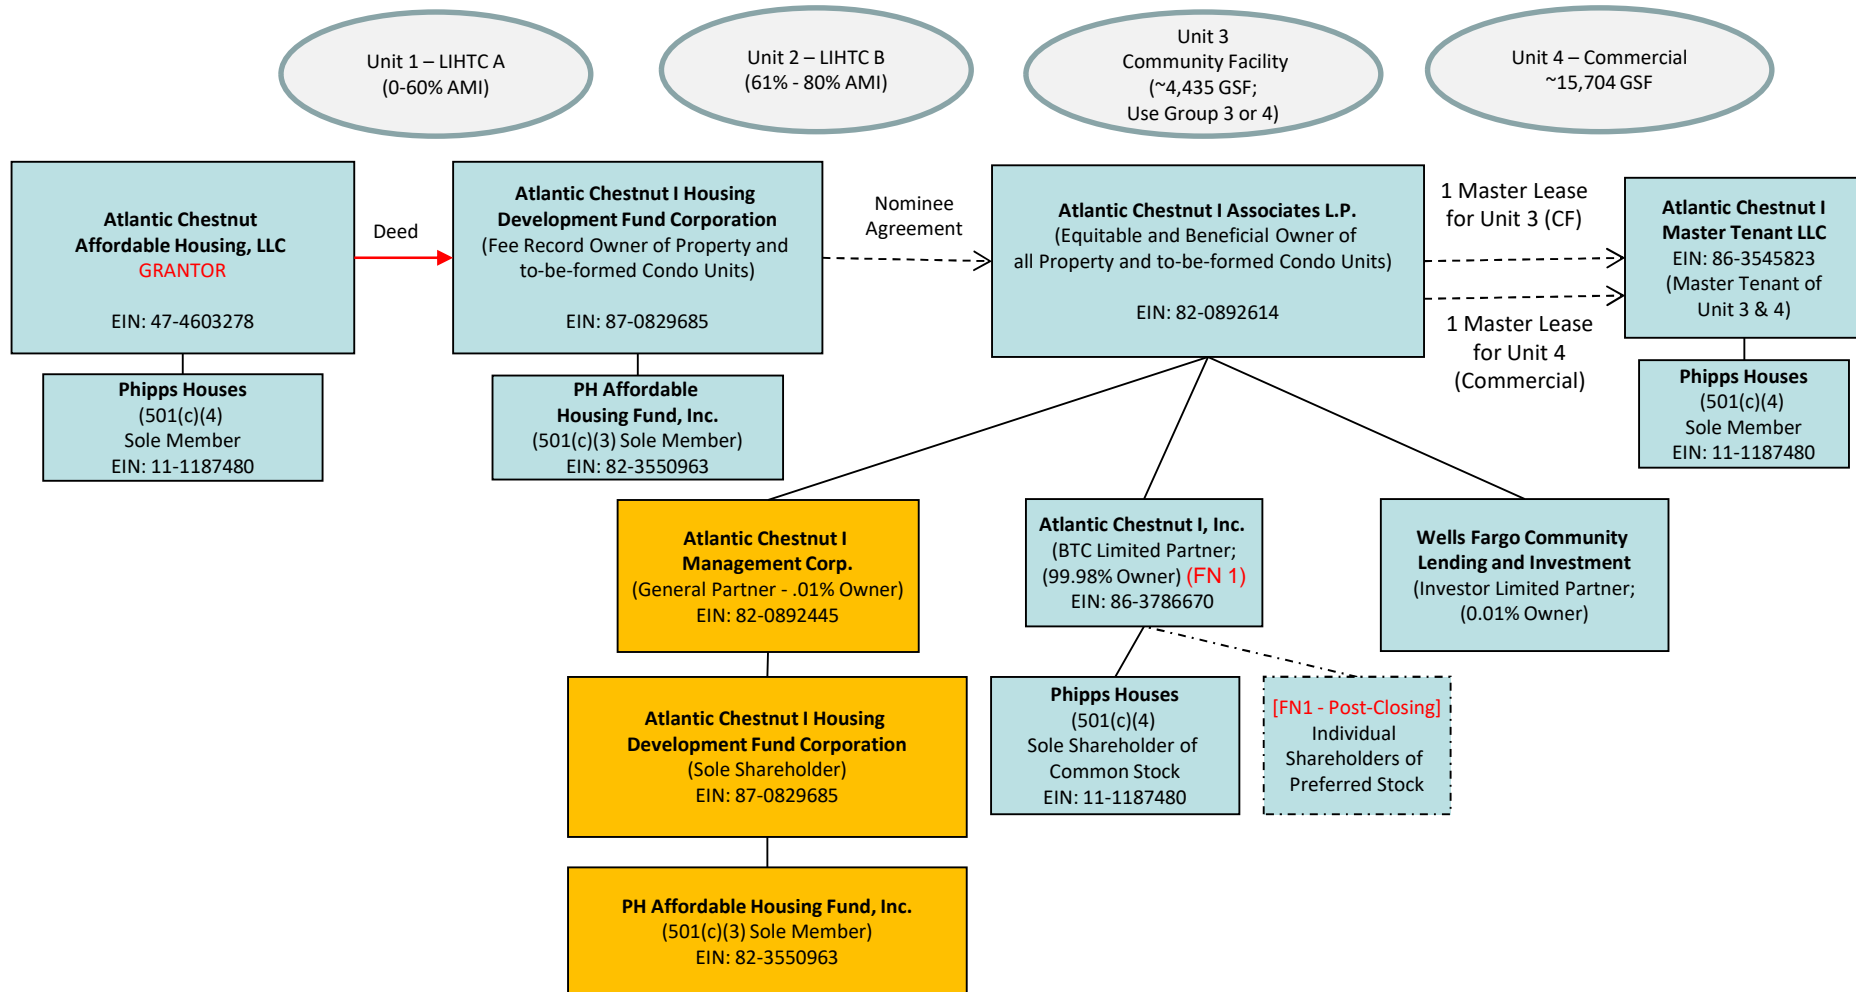 Unit 1 – LIHTC A
(0-60% AMI)
Unit 2 – LIHTC B
(61% - 80% AMI)
Unit 3
Community Facility
(~4,435 GSF;
Use Group 3 or 4)
Unit 4 – Commercial
~15,704 GSF
Atlantic Chestnut
Affordable Housing, LLC
GRANTOR
EIN: 47-4603278
Deed
Atlantic Chestnut I Housing
Development Fund Corporation
(Fee Record Owner of Property and
to-be-formed Condo Units)
EIN: 87-0829685
Nominee
Agreement
Atlantic Chestnut I Associates L.P.
(Equitable and Beneficial Owner of
all Property and to-be-formed Condo Units)
EIN: 82-0892614
1 Master Lease
for Unit 3 (CF)
1 Master Lease
for Unit 4
(Commercial)
Atlantic Chestnut I
Master Tenant LLC
EIN: 86-3545823
(Master Tenant of
Unit 3 & 4)
Phipps Houses
(501(c)(4)
Sole Member
EIN: 11-1187480
PH Affordable
Housing Fund, Inc.
(501(c)(3) Sole Member)
EIN: 82-3550963
Phipps Houses
(501(c)(4)
Sole Member
EIN: 11-1187480
Atlantic Chestnut I
Management Corp.
(General Partner - .01% Owner)
EIN: 82-0892445
Atlantic Chestnut I, Inc.
(BTC Limited Partner;
(99.98% Owner) (FN 1)
EIN: 86-3786670
Wells Fargo Community
Lending and Investment
(Investor Limited Partner;
(0.01% Owner)
Atlantic Chestnut I Housing
Development Fund Corporation
(Sole Shareholder)
EIN: 87-0829685
Phipps Houses
(501(c)(4)
Sole Shareholder of
Common Stock
EIN: 11-1187480
[FN1 - Post-Closing]
Individual
Shareholders of
Preferred Stock
PH Affordable Housing Fund, Inc.
(501(c)(3) Sole Member)
EIN: 82-3550963